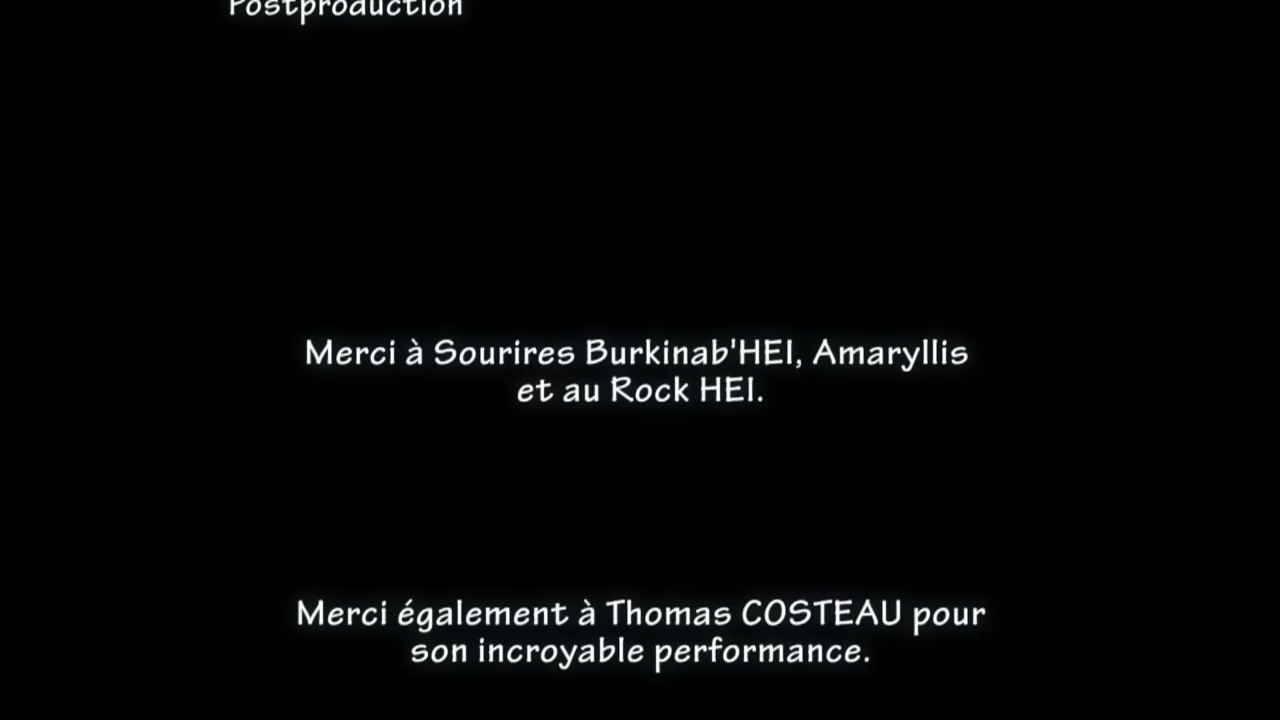 Postproduction
Merci à Sourires Burkinab'HEI, Amaryllis
et au Rock HEI.
Merci également à Thomas COSTEAU pour
son incroyable performance.